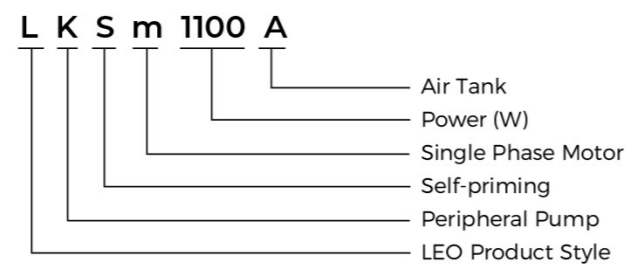 L K S m 1100 A
Air Tank
Power (W)
Single Phase Motor
Self-priming
Peripheral Pump
LEO Product Style